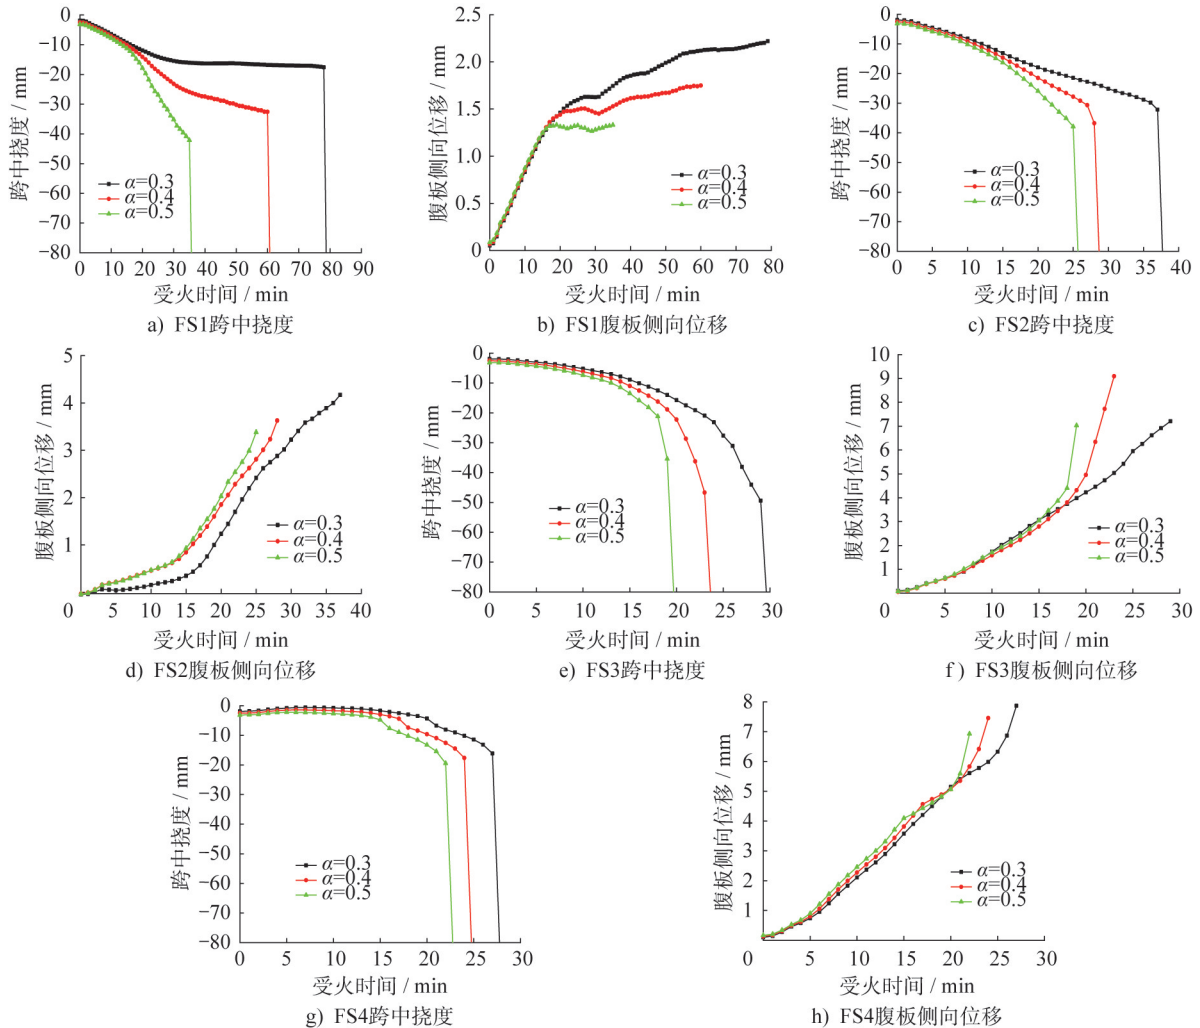 0
−10
−20
−30
−40
−50
−60
−70
−80
跨中挠度 / mm
α=0.3
α=0.4
α=0.5
0 10 20 30 40 50 60 70 80 90
受火时间 / min
a) FS1跨中挠度
2.5
2.0
1.5
1.0
0.5
0
腹板侧向位移 / mm
α=0.3
α=0.4
α=0.5
0 10 20 30 40 50 60 70 80
受火时间 / min
b) FS1腹板侧向位移
0
−10
−20
−30
−40
−50
−60
−70
−80
跨中挠度 / mm
α=0.3
α=0.4
α=0.5
0 5 10 15 20 25 30 35 40
受火时间 / min
c) FS2跨中挠度
5
4
3
2
1
腹板侧向位移 / mm
α=0.3
α=0.4
α=0.5
0 5 10 15 20 25 30 35 40
受火时间 / min
d) FS2腹板侧向位移
0
−10
−20
−30
−40
−50
−60
−70
−80
跨中挠度 / mm
α=0.3
α=0.4
α=0.5
0 5 10 15 20 25 30
受火时间 / min
e) FS3跨中挠度
10
9
8
7
6
5
4
3
2
1
腹板侧向位移 / mm
α=0.3
α=0.4
α=0.5
0 5 10 15 20 25 30
受火时间 / min
f) FS3腹板侧向位移
0
−10
−20
−30
−40
−50
−60
−70
−80
跨中挠度 / mm
α=0.3
α=0.4
α=0.5
0 5 10 15 20 25 30
受火时间 / min
g) FS4跨中挠度
8
7
6
5
4
3
2
1
腹板侧向位移 / mm
α=0.3
α=0.4
α=0.5
0 5 10 15 20 25 30
受火时间 / min
h) FS4腹板侧向位移